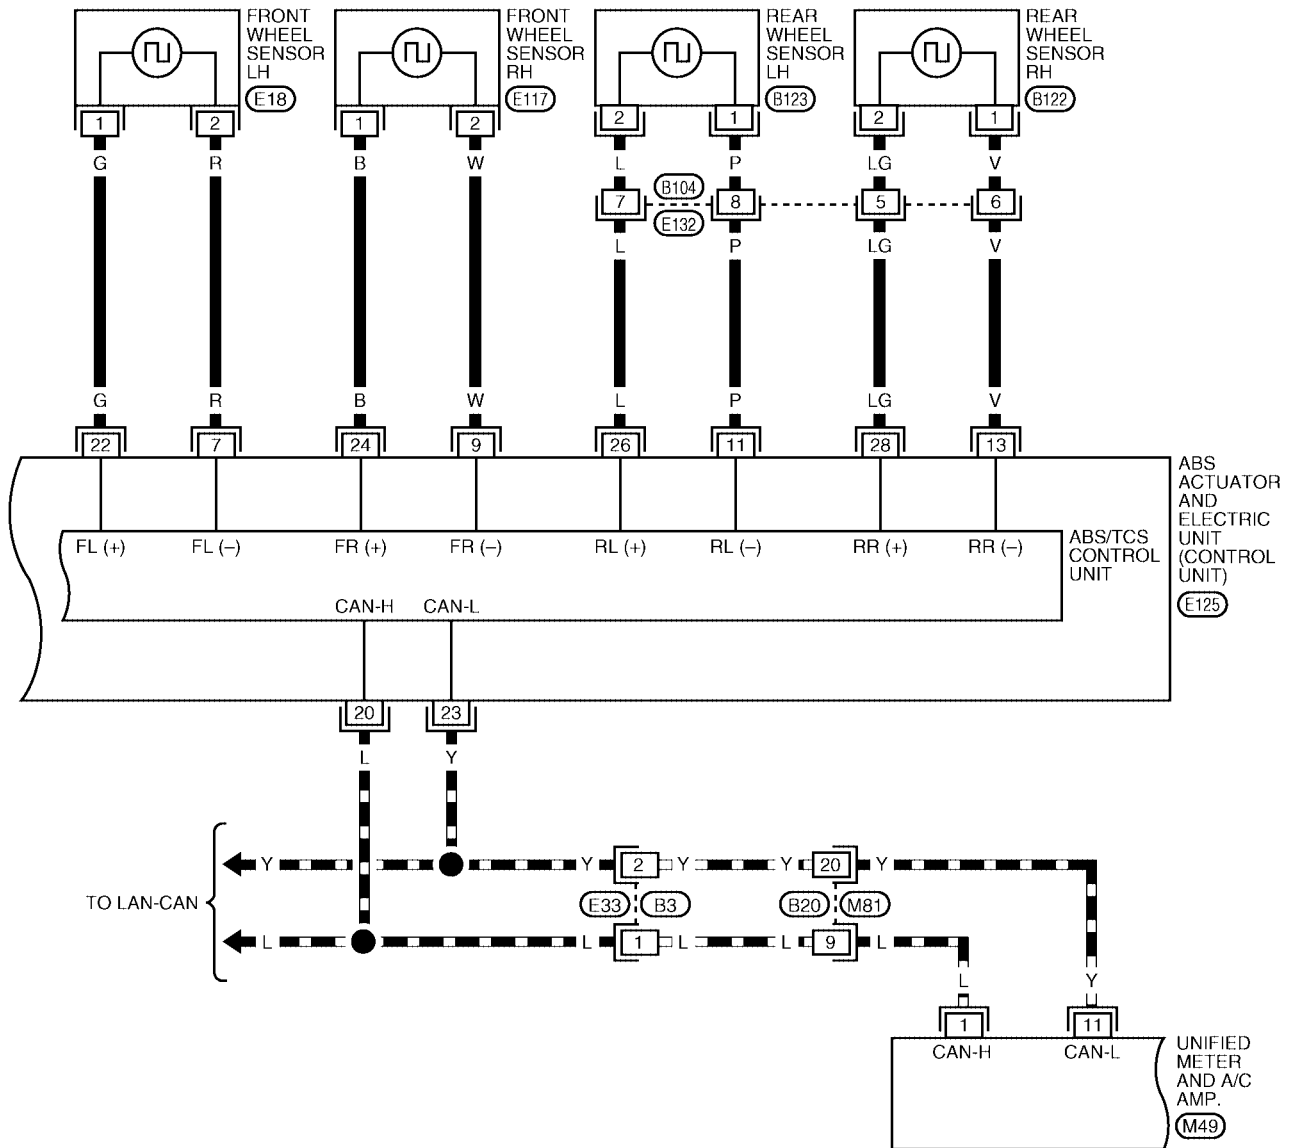 FRONT
WHEEL
SENSOR
LH
E18
FRONT
WHEEL
SENSOR
RH
E117
REAR
WHEEL
SENSOR
LH
B123
REAR
WHEEL
SENSOR
RH
B122
1 2 1 2 2 1 2 1
G R B W L P LG V
B104
7 8 5 6
E132
L P LG V
G R B W L P LG V
22 7 24 9 26 11 28 13
ABS
ACTUATOR
AND
ELECTRIC
UNIT
(CONTROL
UNIT)
E125
FL (+) FL (–) FR (+) FR (–) RL (+) RL (–) RR (+) RR (–)
ABS/TCS
CONTROL
UNIT
CAN-H CAN-L
20 23
L Y
Y Y 2 Y Y 20 Y
TO LAN-CAN
E33 B3 B20 M81
L L 1 L L 9 L
L Y
1 11
CAN-H CAN-L
UNIFIED
METER
AND A/C
AMP.
M49